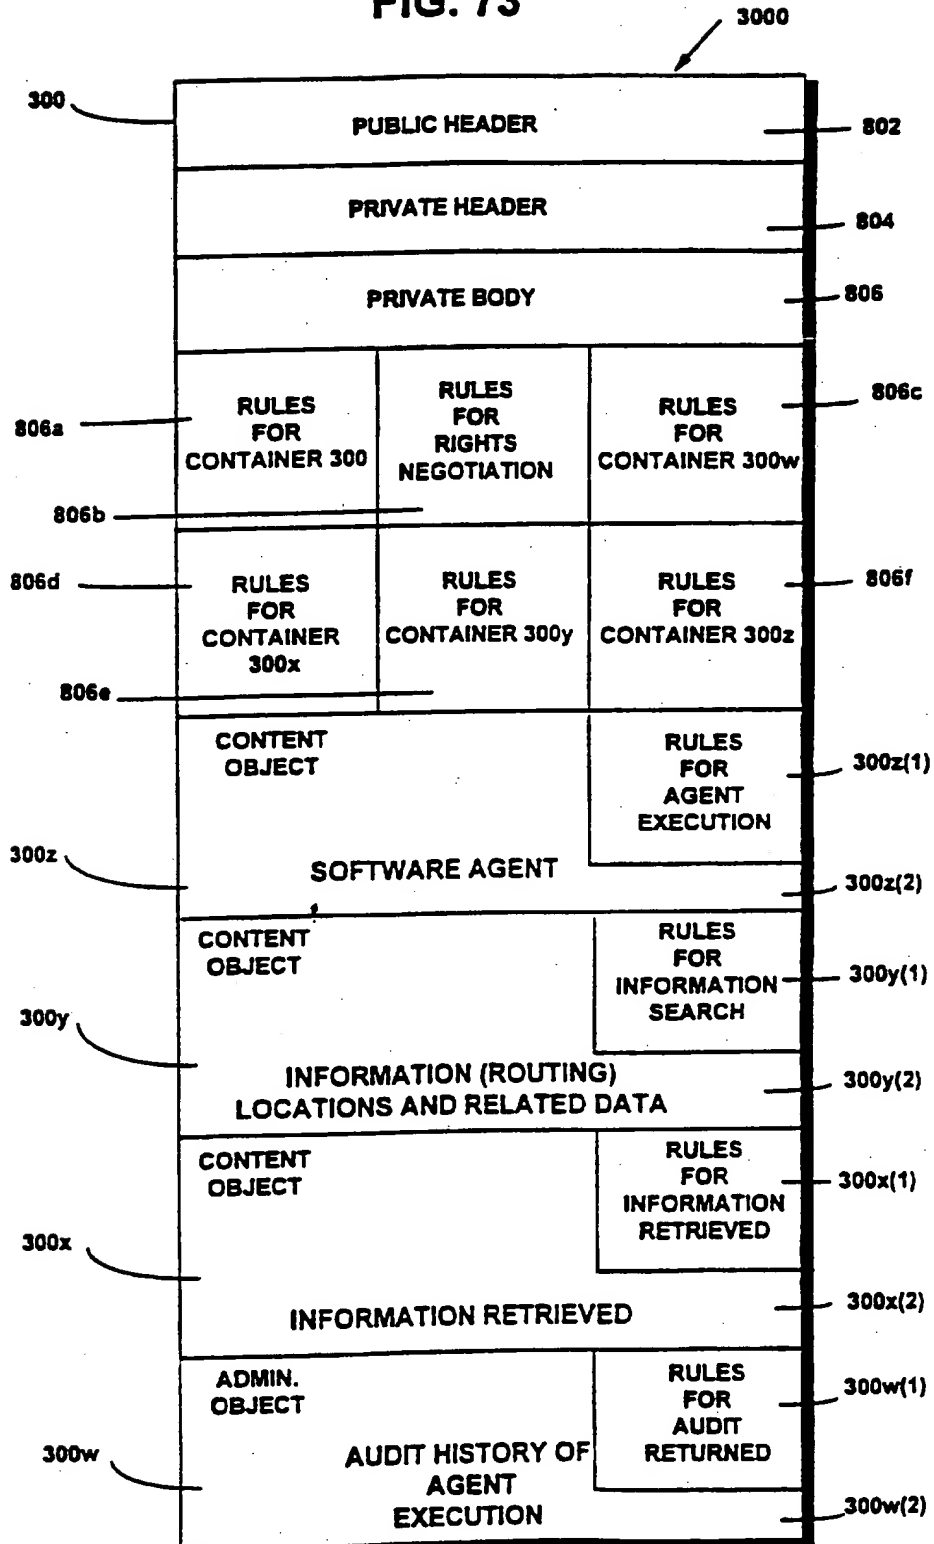 FIG. 73
3000
300
PUBLIC HEADER
802
PRIVATE HEADER
804
PRIVATE BODY
806
806a
RULES
FOR
CONTAINER 300
806b
RULES
FOR
RIGHTS
NEGOTIATION
RULES
FOR
CONTAINER 300w
806c
806d
RULES
FOR
CONTAINER
300x
806e
RULES
FOR
CONTAINER 300y
RULES
FOR
CONTAINER 300z
806f
CONTENT
OBJECT
RULES
FOR
AGENT
EXECUTION
300z(1)
300z
SOFTWARE AGENT
300z(2)
CONTENT
OBJECT
RULES
FOR
INFORMATION
SEARCH
300y(1)
300y
INFORMATION (ROUTING)
LOCATIONS AND RELATED DATA
300y(2)
CONTENT
OBJECT
RULES
FOR
INFORMATION
RETRIEVED
300x(1)
300x
INFORMATION RETRIEVED
300x(2)
ADMIN.
OBJECT
RULES
FOR
AUDIT
RETURNED
300w(1)
300w
AUDIT HISTORY OF
AGENT
EXECUTION
300w(2)